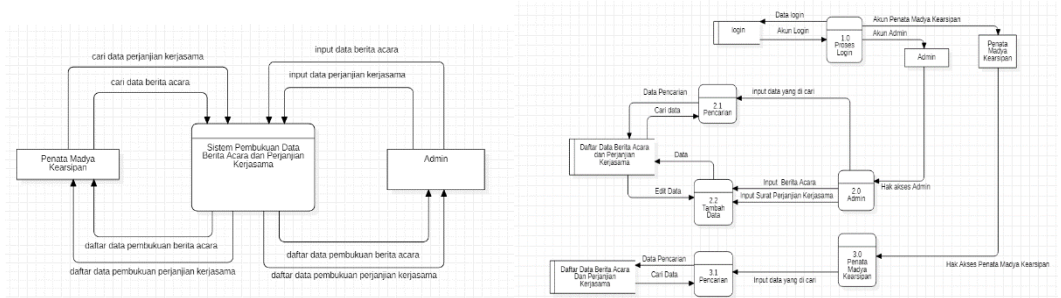 cari data perjanjian kerjasama
cari data berita acara
input data berita acara
input data perjanjian kerjasama
Penata Madya
Kearsipan
Sistem Pembukuan Data
Berita Acara dan Perjanjian
Kerjasama
Admin
daftar data pembukuan berita acara
daftar data pembukuan perjanjian kerjasama
daftar data pembukuan berita acara
daftar data pembukuan perjanjian kerjasama
Data login
login
Akun Login
1.0
Proses
Login
Akun Penata Madya Kearsipan
Akun Admin
Admin
Penata
Madya
Kearsipan
Data Pencarian
Cari data
2.1
Pencarian
input data yang di cari
Daftar Data Berita Acara
dan Perjanjian
Kerjasama
Data
Edit Data
2.2
Tambah
Data
Input Berita Acara
Input Surat Perjanjian Kerjasama
2.0
Admin
Hak akses Admin
Daftar Data Berita Acara
Dan Perjanjian
Kerjasama
Data Pencarian
Cari Data
3.1
Pencarian
Input data yang di cari
3.0
Penata
Madya
Kearsipan
Hak Akses Penata Madya Kearsipan